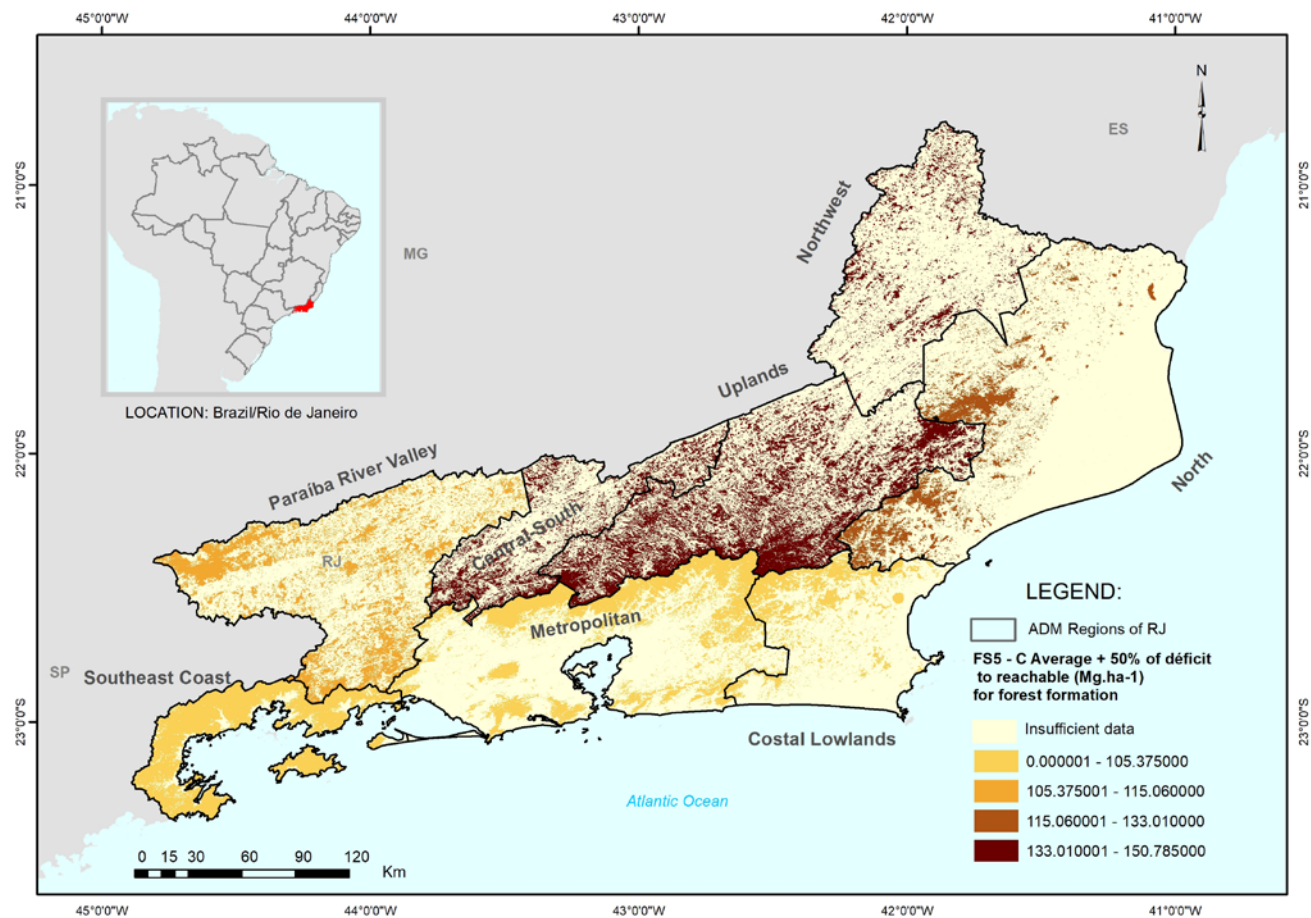 45°0'0"W 44°0'0"W 43°0'0"W 42°0'0"W 41°0'0"W
N
ES
21°0'0"S
21°0'0"S
Northwest
MG
Uplands
LOCATION: Brazil/Rio de Janeiro
22°0'0"S
22°0'0"S
Paraíba River Valley
North
Central-South
RJ
LEGEND:
Metropolitan
ADM Regions of RJ
SP
Southeast Coast
FS5 - C Average + 50% of déficit
to reachable (Mg.ha-1)
for forest formation
23°0'0"S
23°0'0"S
Costal Lowlands
Insufficient data
0.000001 - 105.375000
105.375001 - 115.060000
Atlantic Ocean
115.060001 - 133.010000
133.010001 - 150.785000
0 15 30 60 90 120
Km
45°0'0"W 44°0'0"W 43°0'0"W 42°0'0"W 41°0'0"W